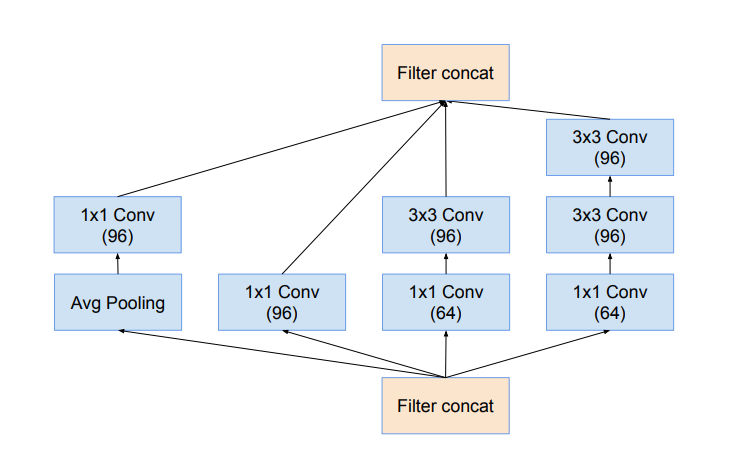 Filter concat
3x3 Conv
(96)
1x1 Conv
(96)
3x3 Conv
(96)
3x3 Conv
(96)
Avg Pooling
1x1 Conv
(96)
1x1 Conv
(64)
1x1 Conv
(64)
Filter concat